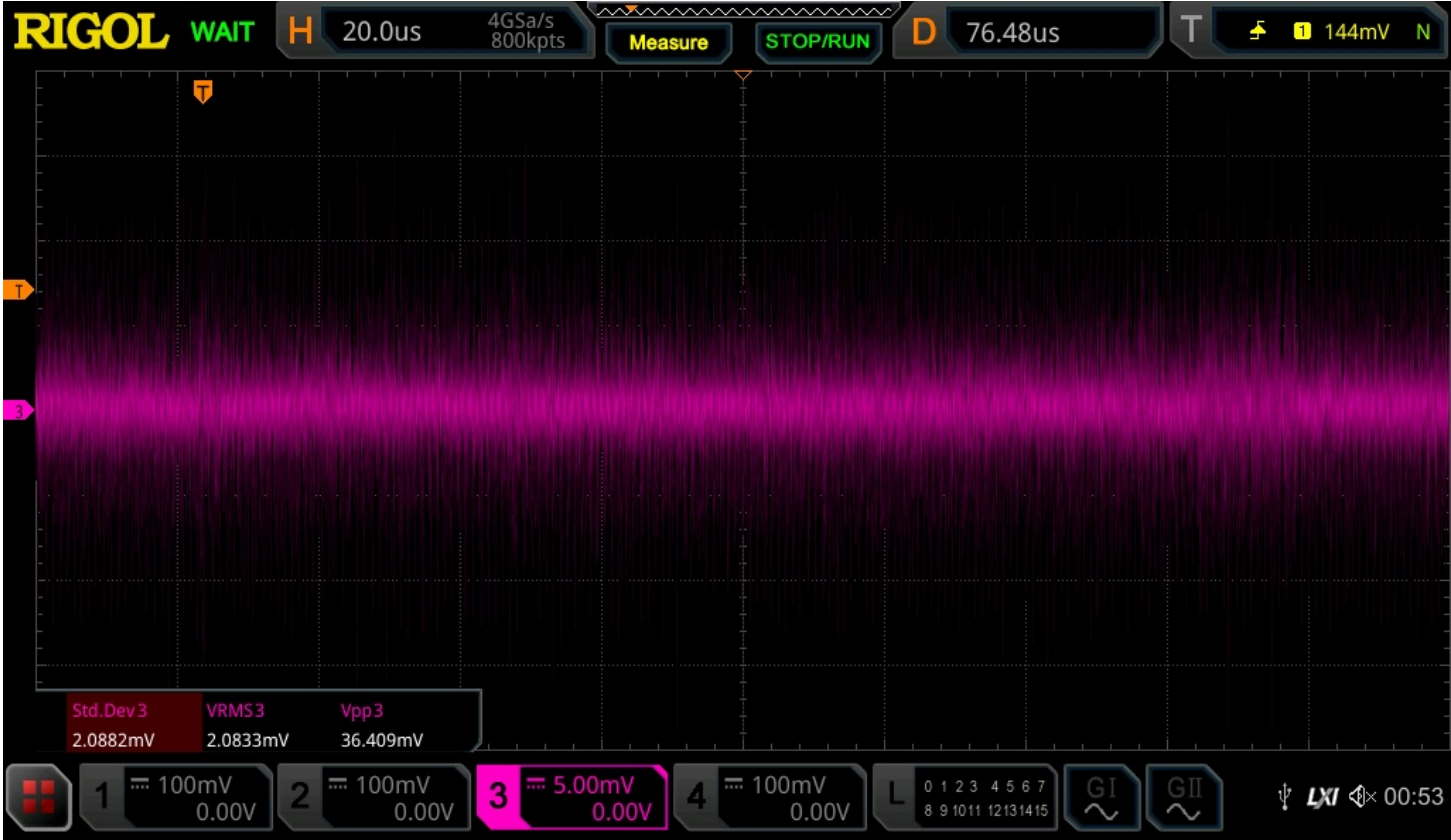 RIGOL WAIT H 20.0us 4GSa/s 800kpts Measure STOP/RUN D 76.48us T 1 144mV N
T
T
3
Std.Dev3 VRMS3 Vpp3
2.0882mV 2.0833mV 36.409mV
1 100mV 0.00V
2 100mV 0.00V
3 5.00mV 0.00V
4 100mV 0.00V
L 0 1 2 3 4 5 6 7
8 9 10 11 12 13 14 15
GI GII
LXI 00:53